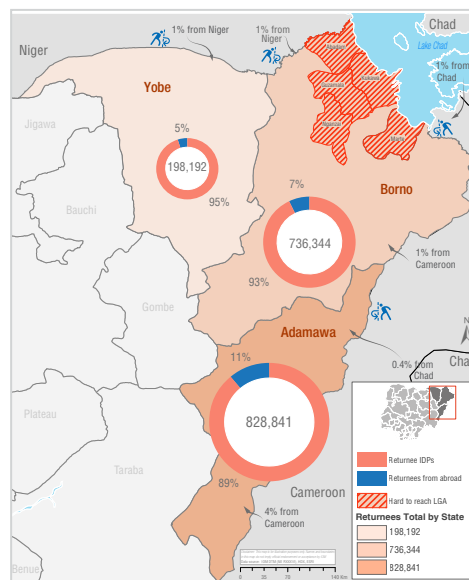 Chad
1% from Niger
1% from
Niger
Niger
Lake Chad
1% from
Chad
Yobe
5%
Jigawa
198,192
95%
7%
Borno
Bauchi
736,344
1% from
Cameroon
93%
Gombe
Adamawa
0.4% from
Chad
N
Cha
11%
828,841
Plateau
Returnee IDPs
Returnees from abroad
Taraba
89%
Hard to reach LGA
Cameroon
Returnees Total by State
4% from
Cameroon
198,192
736,344
828,841
Benue
0
35
70
140 Km